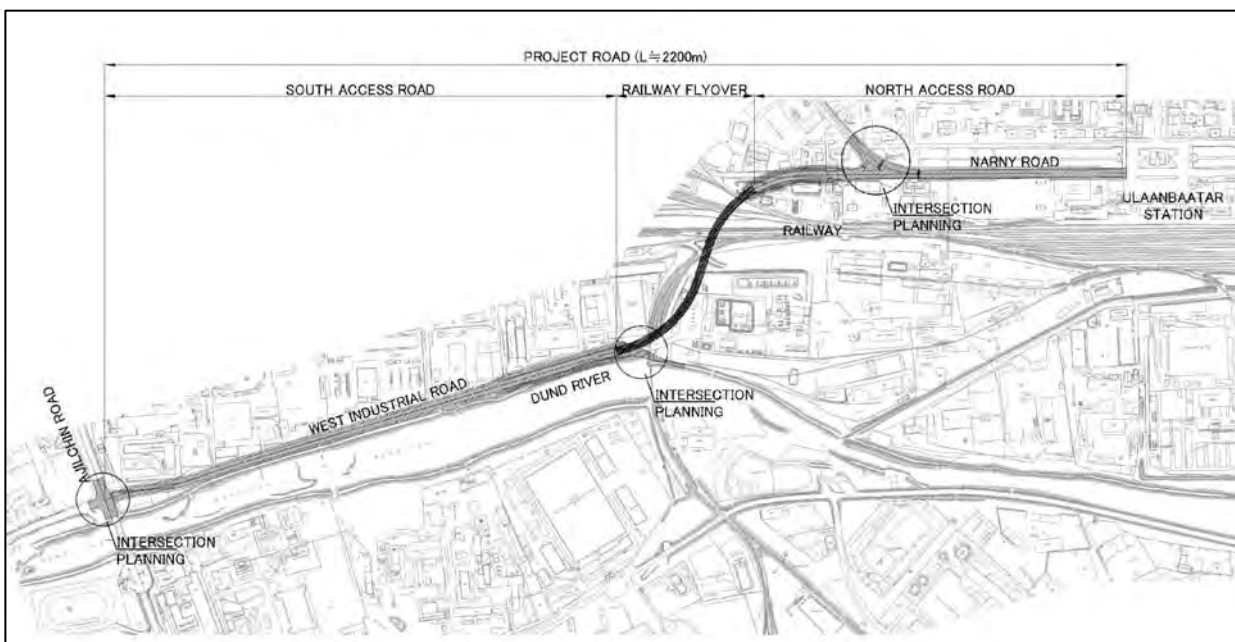 PROJECT ROAD (L≒2200m)
SOUTH ACCESS ROAD
RAILWAY FLYOVER
NORTH ACCESS ROAD
NARNY ROAD
INTERSECTION
PLANNING
ULAANBAATAR
STATION
RAILWAY
WEST INDUSTRIAL ROAD
DUND RIVER
INTERSECTION
PLANNING
AJILCHIN ROAD
INTERSECTION
PLANNING